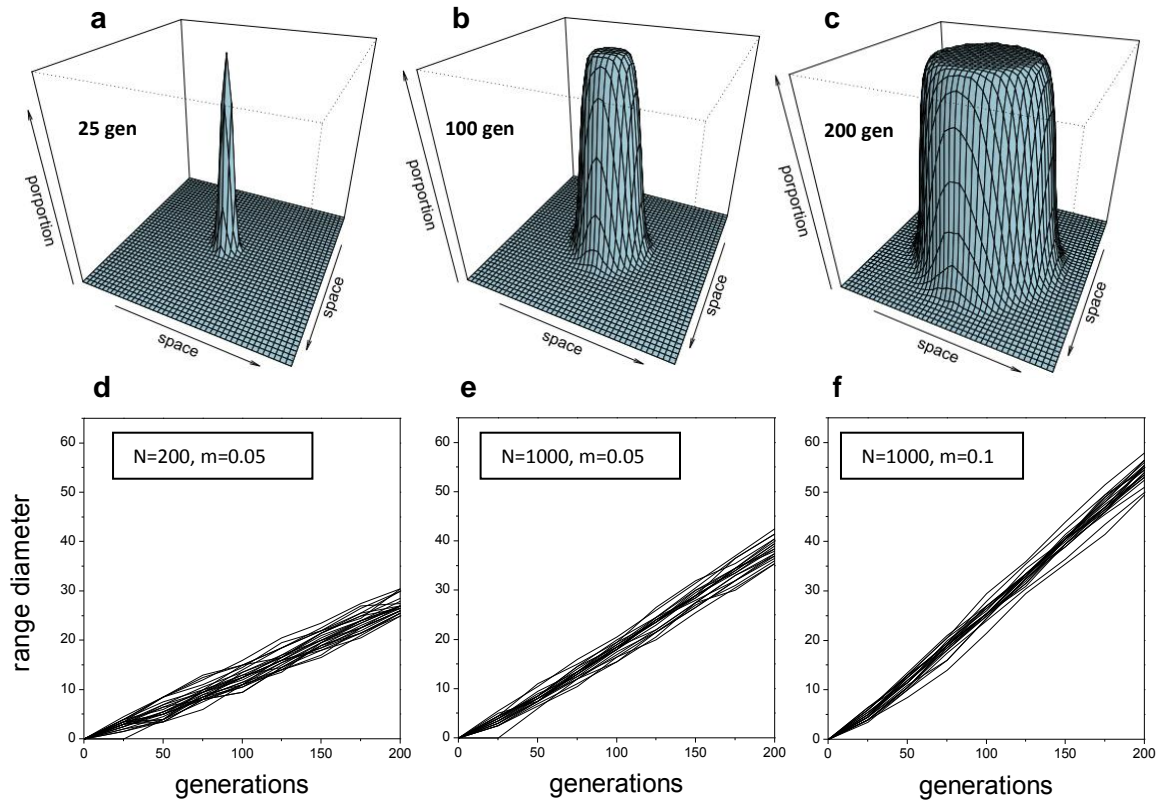 a
b
c
25 gen
100 gen
200 gen
porportion
porportion
porportion
space
space
space
space
space
space
d
e
f
N=200, m=0.05
N=1000, m=0.05
N=1000, m=0.1
range diameter
60
50
40
30
20
10
0
0
50
100
150
200
60
50
40
30
20
10
0
0
50
100
150
200
60
50
40
30
20
10
0
0
50
100
150
200
generations
generations
generations